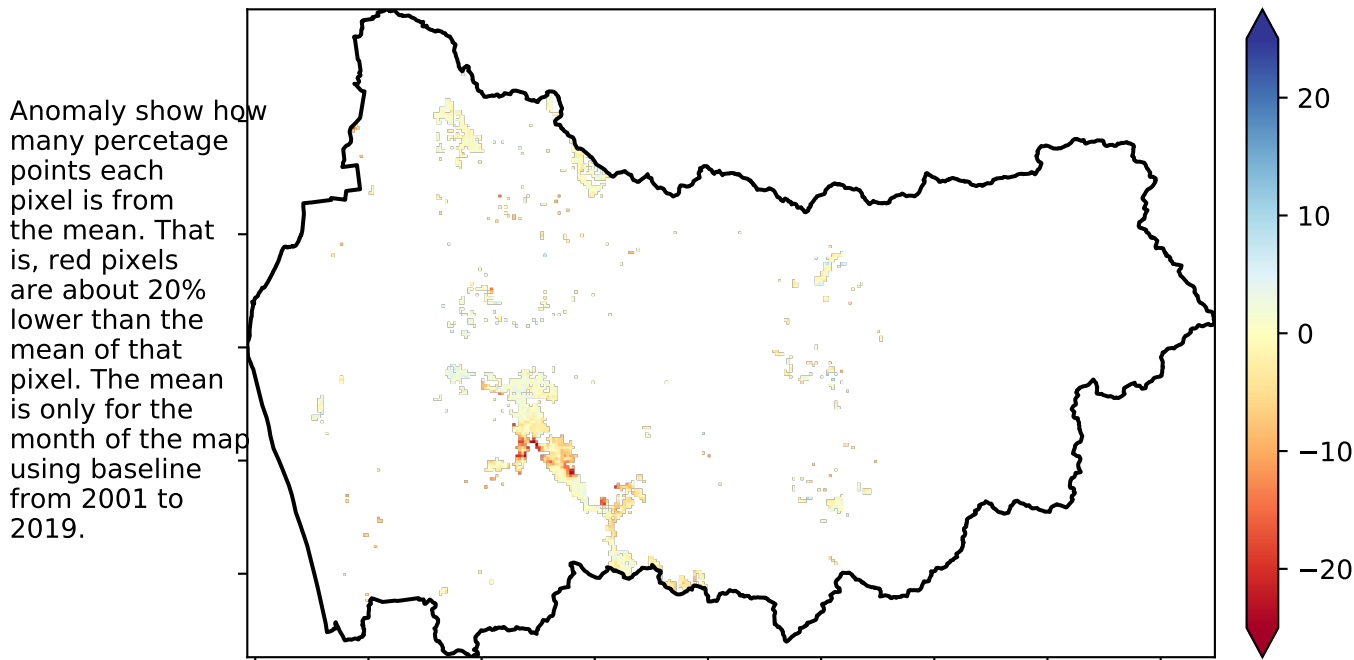 Anomaly show how
many percetage
points each
pixel is from
the mean. That
is, red pixels
are about 20%
lower than the
mean of that
pixel. The mean
is only for the
month of the map
using baseline
from 2001 to
2019.
20
10
0
−10
−20